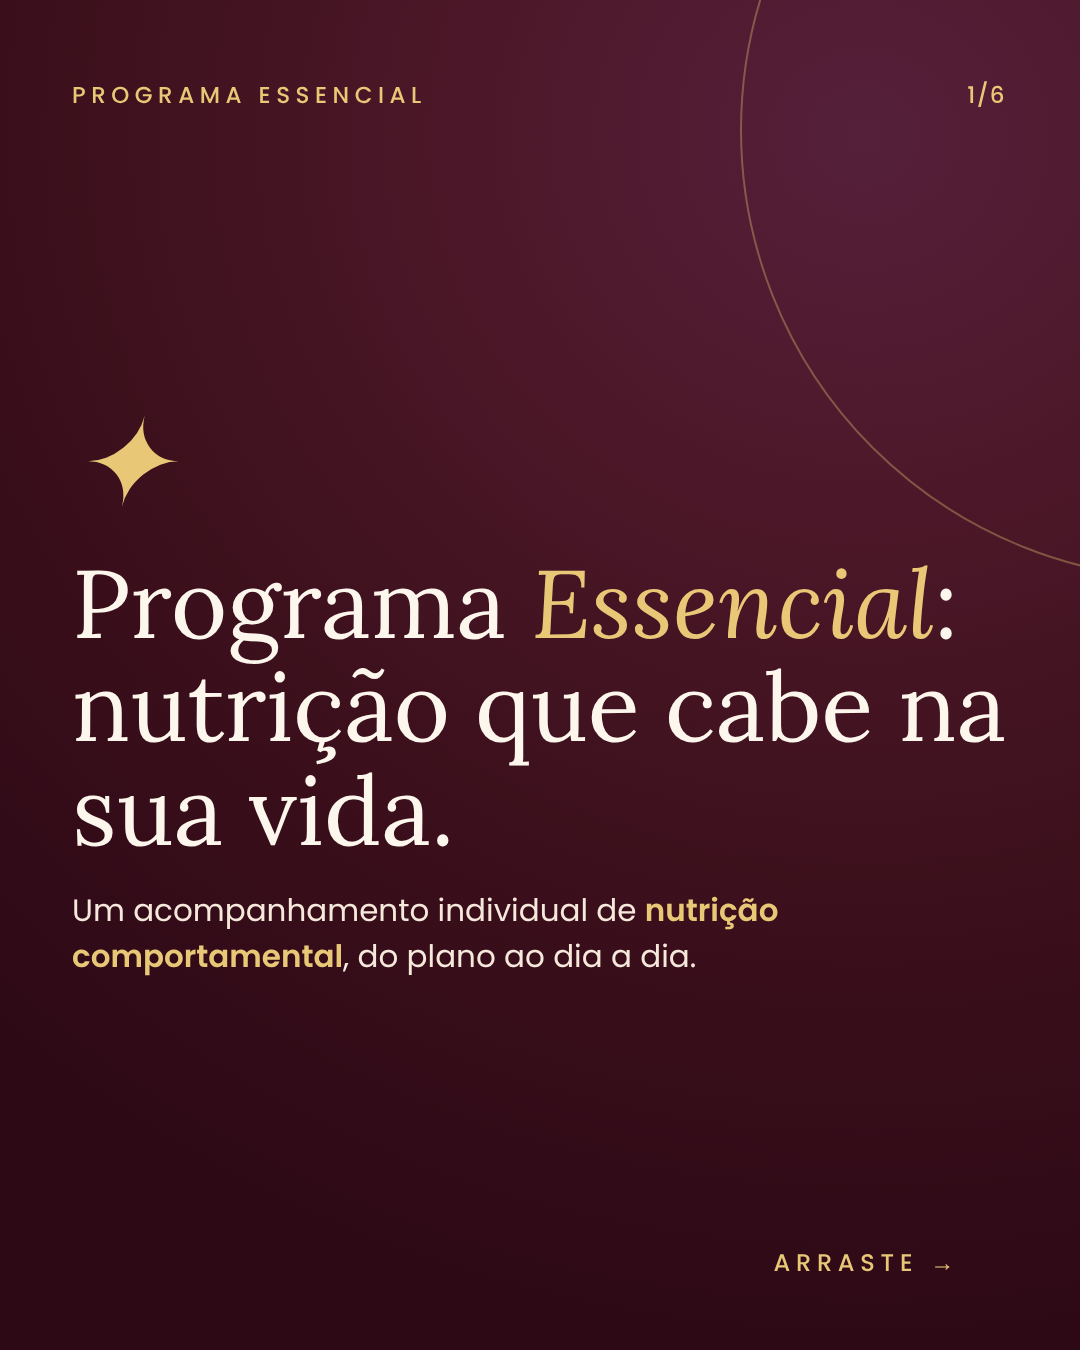 PROGRAMA ESSENCIAL
1/6
Programa Essencial:
nutrição que cabe na
sua vida.
Um acompanhamento individual de nutrição
comportamental, do plano ao dia a dia.
ARRASTE →